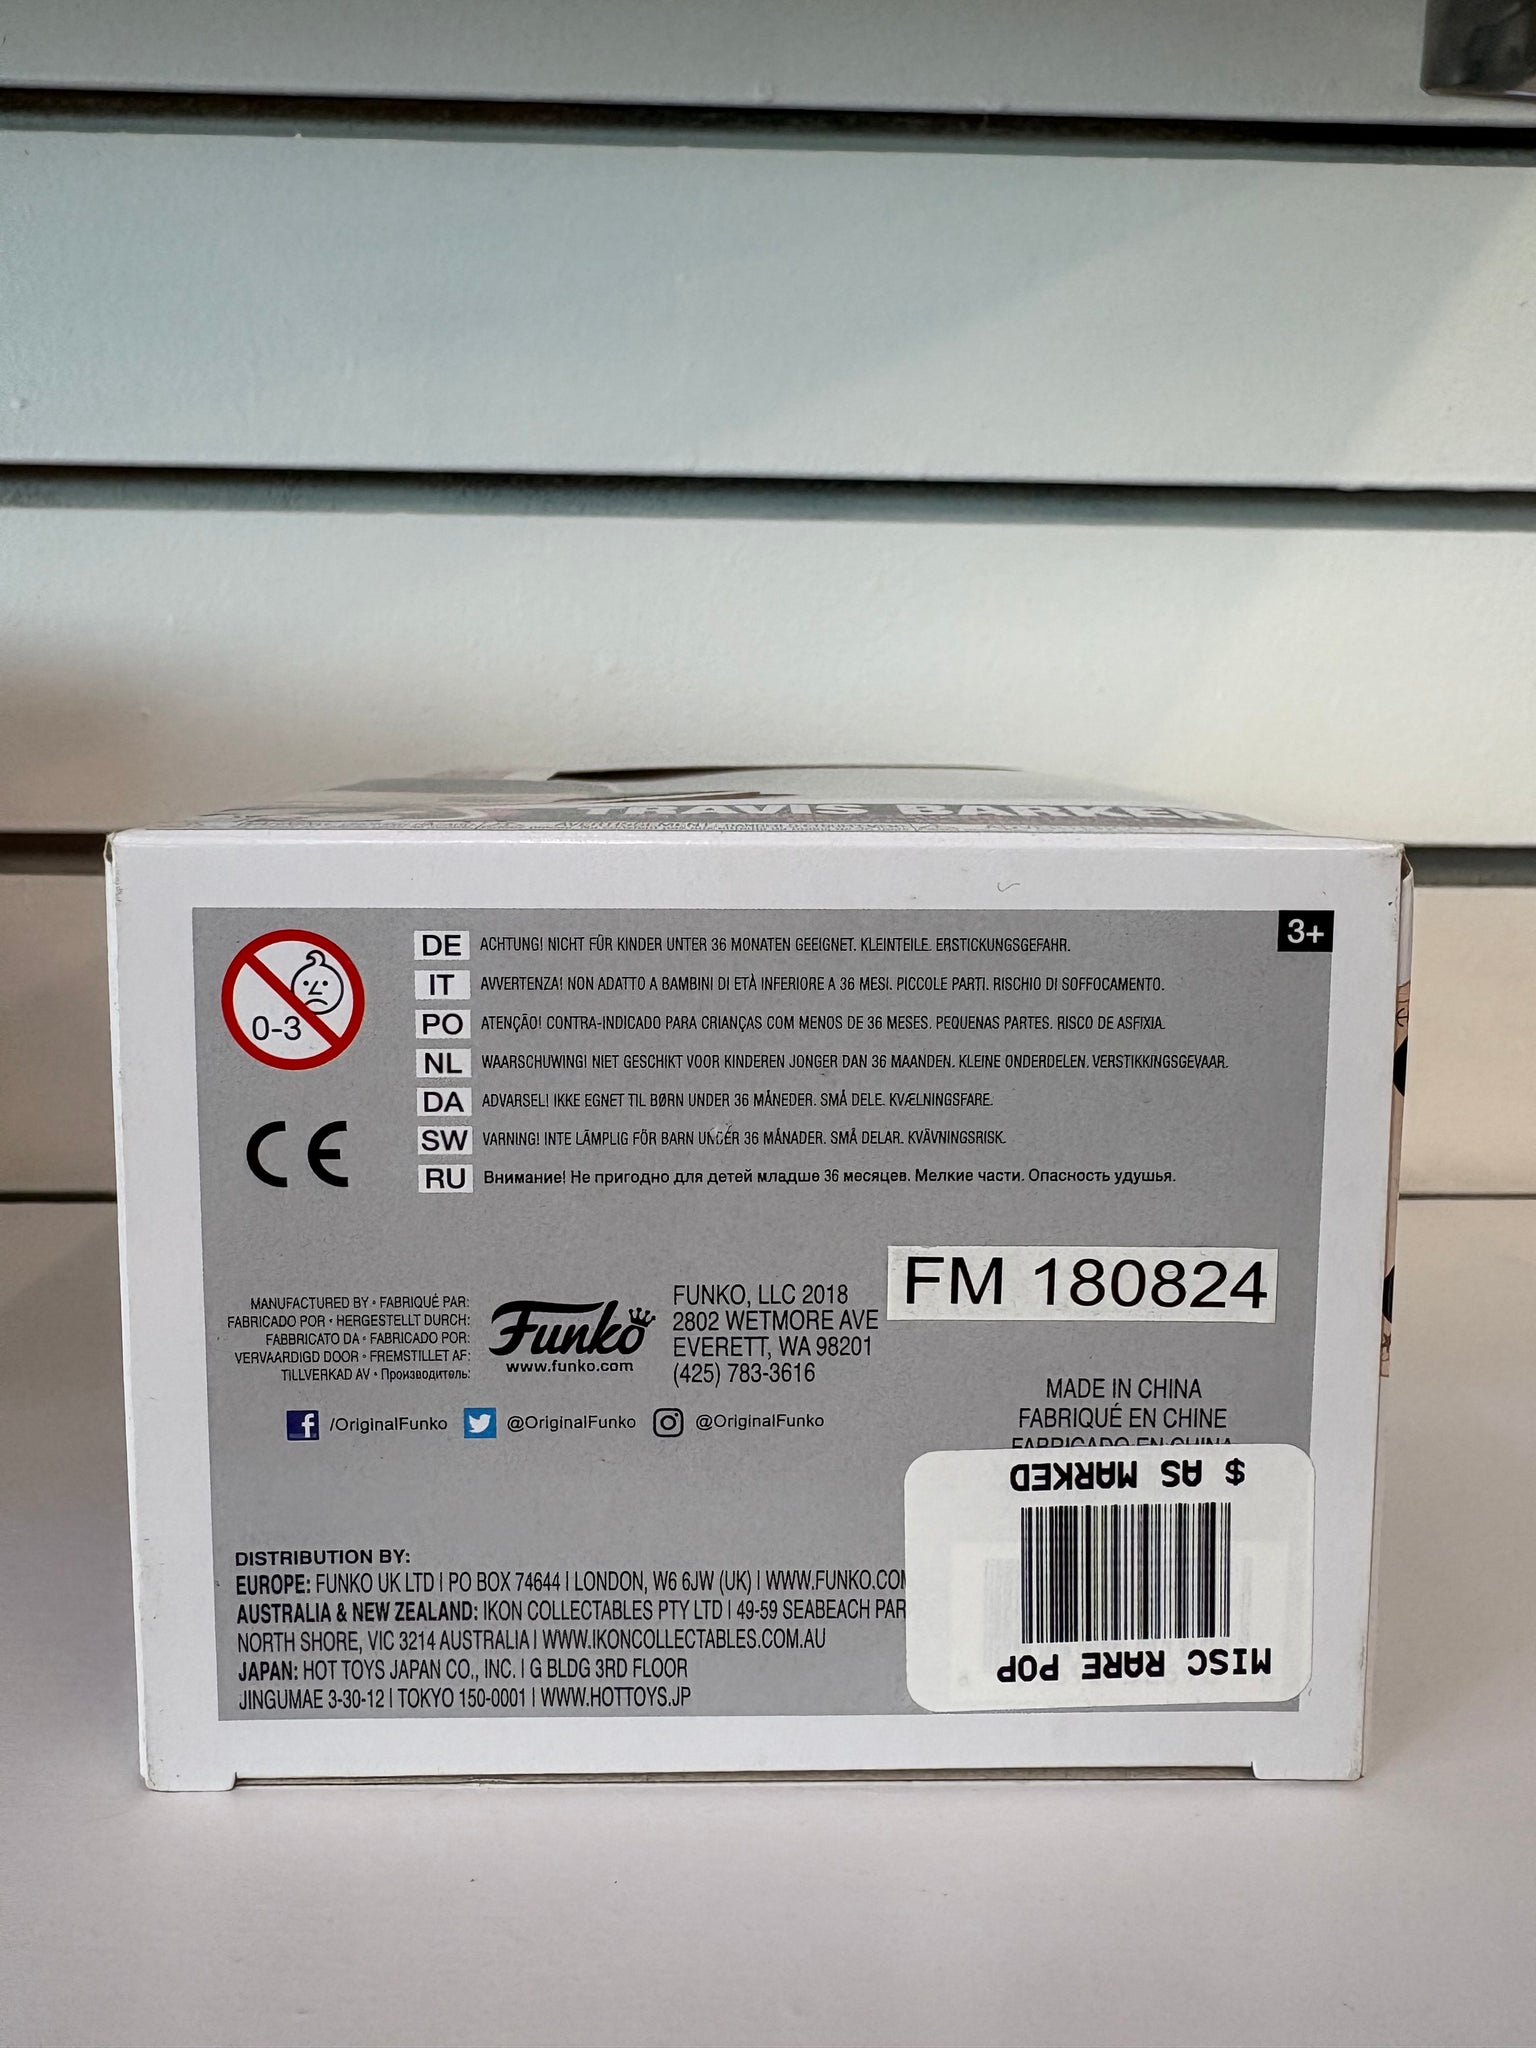 TRAVIS BARKER
3+
0-3
CE
DE ACHTUNG! NICHT FÜR KINDER UNTER 36 MONATEN GEEIGNET. KLEINTEILE. ERSTICKUNGSGEFAHR.
IT AVVERTENZA! NON ADATTO A BAMBINI DI ETÀ INFERIORE A 36 MESI. PICCOLE PARTI. RISCHIO DI SOFFOCAMENTO.
PO ATENÇÃO! CONTRA-INDICADO PARA CRIANÇAS COM MENOS DE 36 MESES. PEQUENAS PARTES. RISCO DE ASFIXIA.
NL WAARSCHUWING! NIET GESCHIKT VOOR KINDEREN JONGER DAN 36 MAANDEN. KLEINE ONDERDELEN. VERSTIKKINGSGEVAAR.
DA ADVARSEL! IKKE EGNET TIL BØRN UNDER 36 MÅNEDER. SMÅ DELE. KVÆLNINGSFARE.
SW VARNING! INTE LÄMPLIG FÖR BARN UNDER 36 MÅNADER. SMÅ DELAR. KVÄVNINGSRISK.
RU Внимание! Не пригодно для детей младше 36 месяцев. Мелкие части. Опасность удушья.
MANUFACTURED BY • FABRIQUÉ PAR:
FABRICADO POR • HERGESTELLT DURCH:
FABBRICATO DA • FABRICADO POR:
VERVAARDIGD DOOR • FREMSTILLET AF:
TILLVERKAD AV • Производитель:
Funko
www.funko.com
FUNKO, LLC 2018
2802 WETMORE AVE
EVERETT, WA 98201
(425) 783-3616
FM 180824
/OriginalFunko @OriginalFunko @OriginalFunko
MADE IN CHINA
FABRIQUÉ EN CHINE
FABRICADO EN CHINA
DISTRIBUTION BY:
EUROPE: FUNKO UK LTD | PO BOX 74644 | LONDON, W6 6JW (UK) | WWW.FUNKO.COM
AUSTRALIA & NEW ZEALAND: IKON COLLECTABLES PTY LTD | 49-59 SEABEACH PAR
NORTH SHORE, VIC 3214 AUSTRALIA | WWW.IKONCOLLECTABLES.COM.AU
JAPAN: HOT TOYS JAPAN CO., INC. | G BLDG 3RD FLOOR
JINGUMAE 3-30-12 | TOKYO 150-0001 | WWW.HOTTOYS.JP
MISC RARE POP
$ AS MARKED